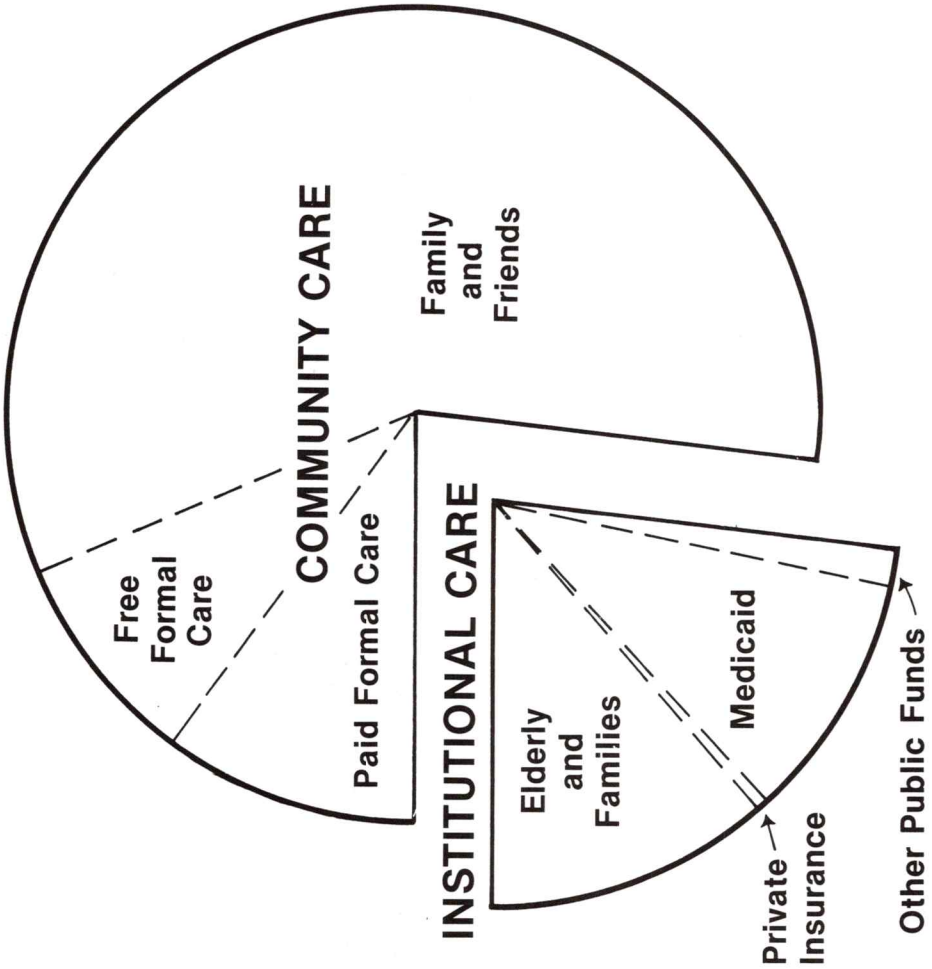 COMMUNITY CARE
Family
and
Friends
Free
Formal
Care
Paid Formal Care
INSTITUTIONAL CARE
Elderly
and
Families
Medicaid
Private
Insurance
Other Public Funds